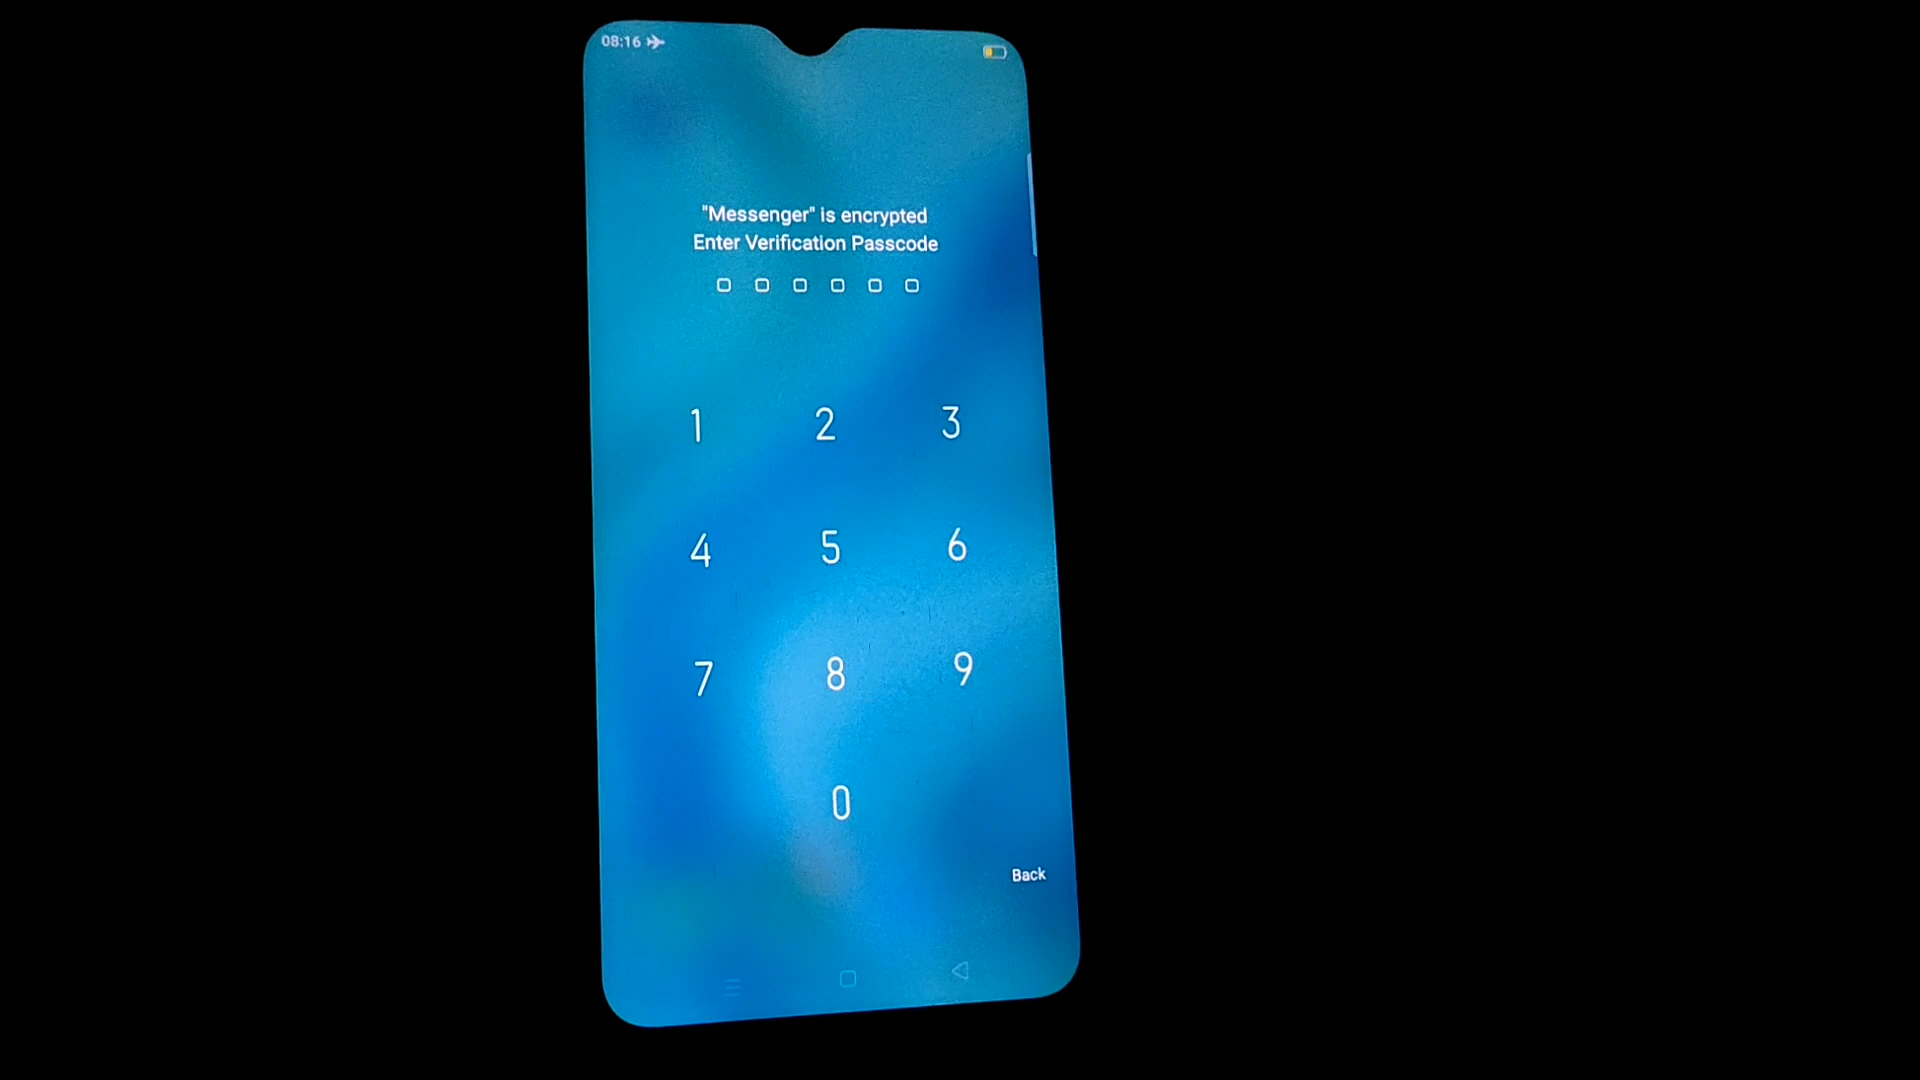 08:16
"Messenger" is encrypted
Enter Verification Passcode
1 2 3
4 5 6
7 8 9
0
Back